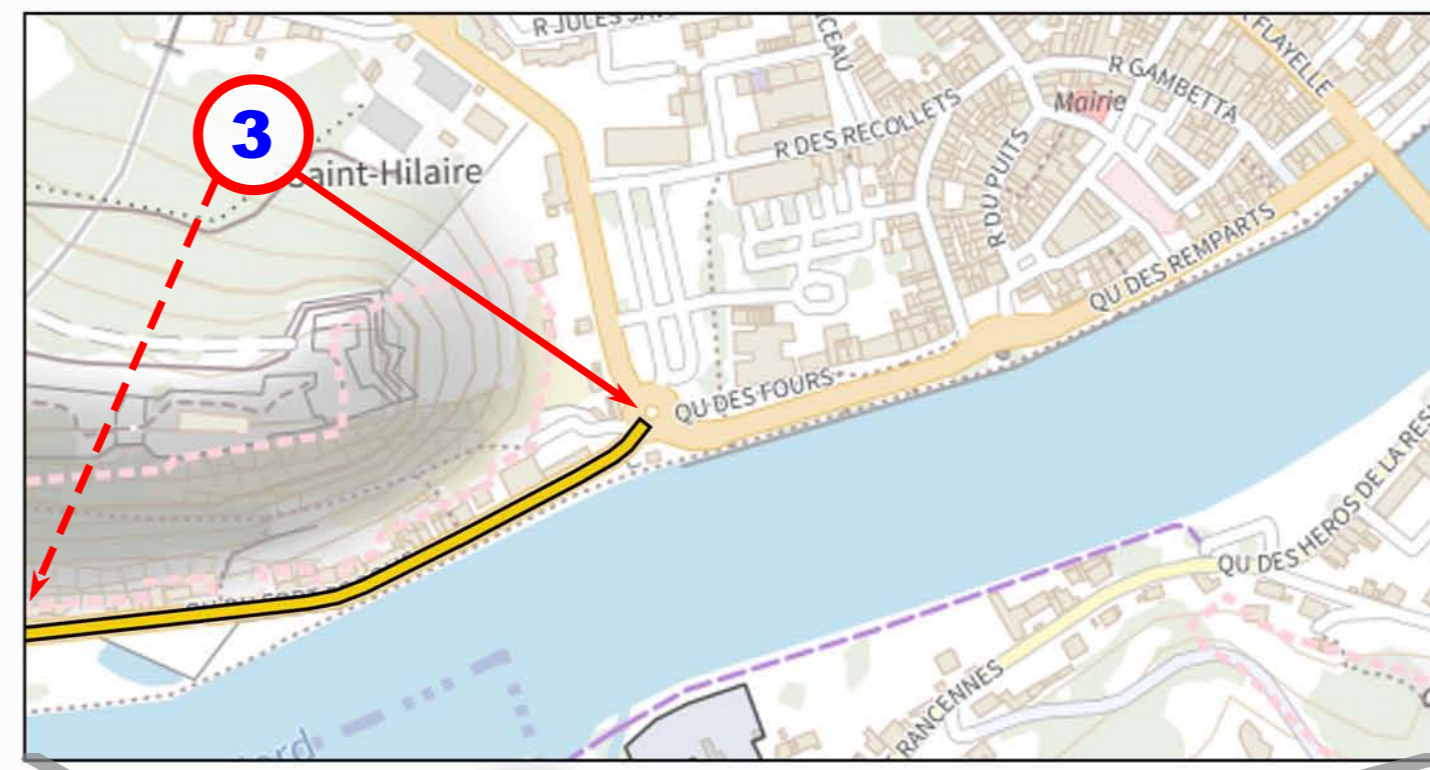 R JULES
R FLAYELLE
R GAMBETTA
Mairie
R DES RECOLLETS
3
Saint-Hilaire
R DU PUITS
QU DES REMPARTS
QU DES FOURS
QU DES HEROS DE LA RES
RANCENNES